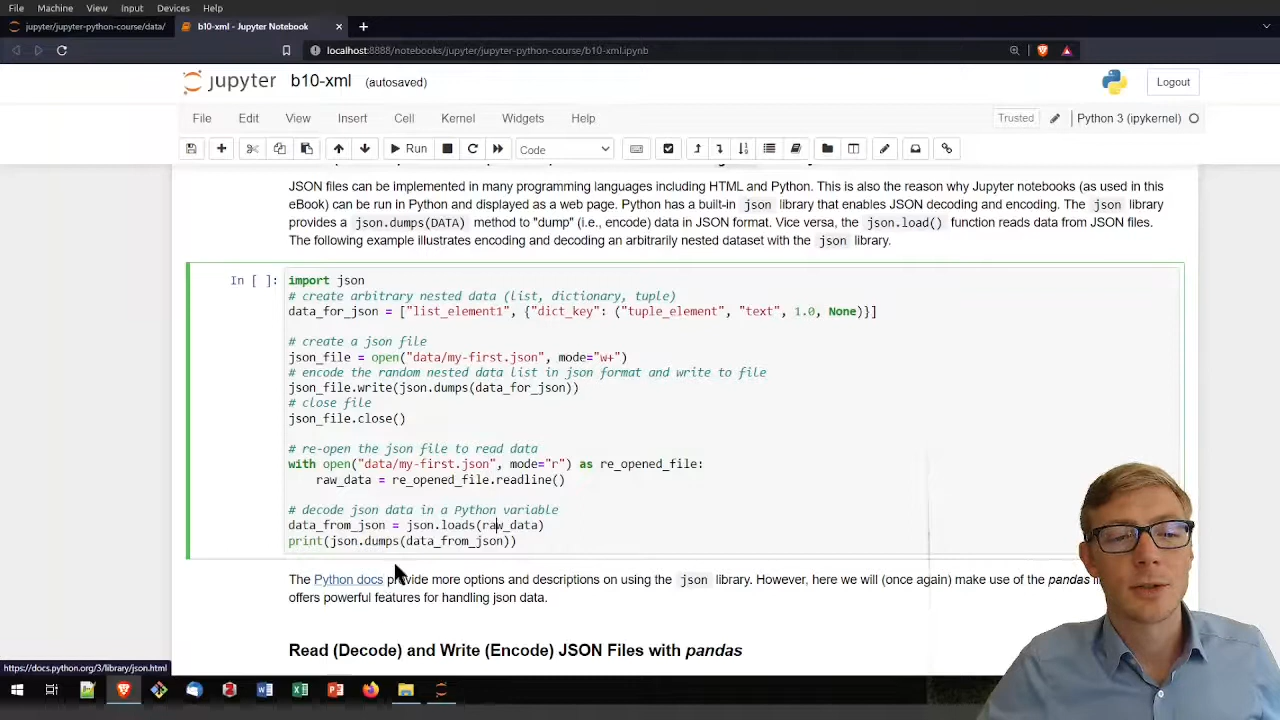 File Machine View Input Devices Help
jupyter/jupyter-python-course/data/ b10-xml - Jupyter Notebook × +
localhost:8888/notebooks/jupyter/jupyter-python-course/b10-xml.ipynb
jupyter b10-xml (autosaved) Logout
File Edit View Insert Cell Kernel Widgets Help Trusted Python 3 (ipykernel)
Run Code
JSON files can be implemented in many programming languages including HTML and Python. This is also the reason why Jupyter notebooks (as used in this
eBook) can be run in Python and displayed as a web page. Python has a built-in json library that enables JSON decoding and encoding. The json library
provides a json.dumps(DATA) method to "dump" (i.e., encode) data in JSON format. Vice versa, the json.load() function reads data from JSON files.
The following example illustrates encoding and decoding an arbitrarily nested dataset with the json library.
In [ ]: import json
# create arbitrary nested data (list, dictionary, tuple)
data_for_json = ["list_element1", {"dict_key": ("tuple_element", "text", 1.0, None)}]
# create a json file
json_file = open("data/my-first.json", mode="w+")
# encode the random nested data list in json format and write to file
json_file.write(json.dumps(data_for_json))
# close file
json_file.close()
# re-open the json file to read data
with open("data/my-first.json", mode="r") as re_opened_file:
raw_data = re_opened_file.readline()
# decode json data in a Python variable
data_from_json = json.loads(raw_data)
print(json.dumps(data_from_json))
The Python docs provide more options and descriptions on using the json library. However, here we will (once again) make use of the pandas
offers powerful features for handling json data.
Read (Decode) and Write (Encode) JSON Files with pandas
https://docs.python.org/3/library/json.html